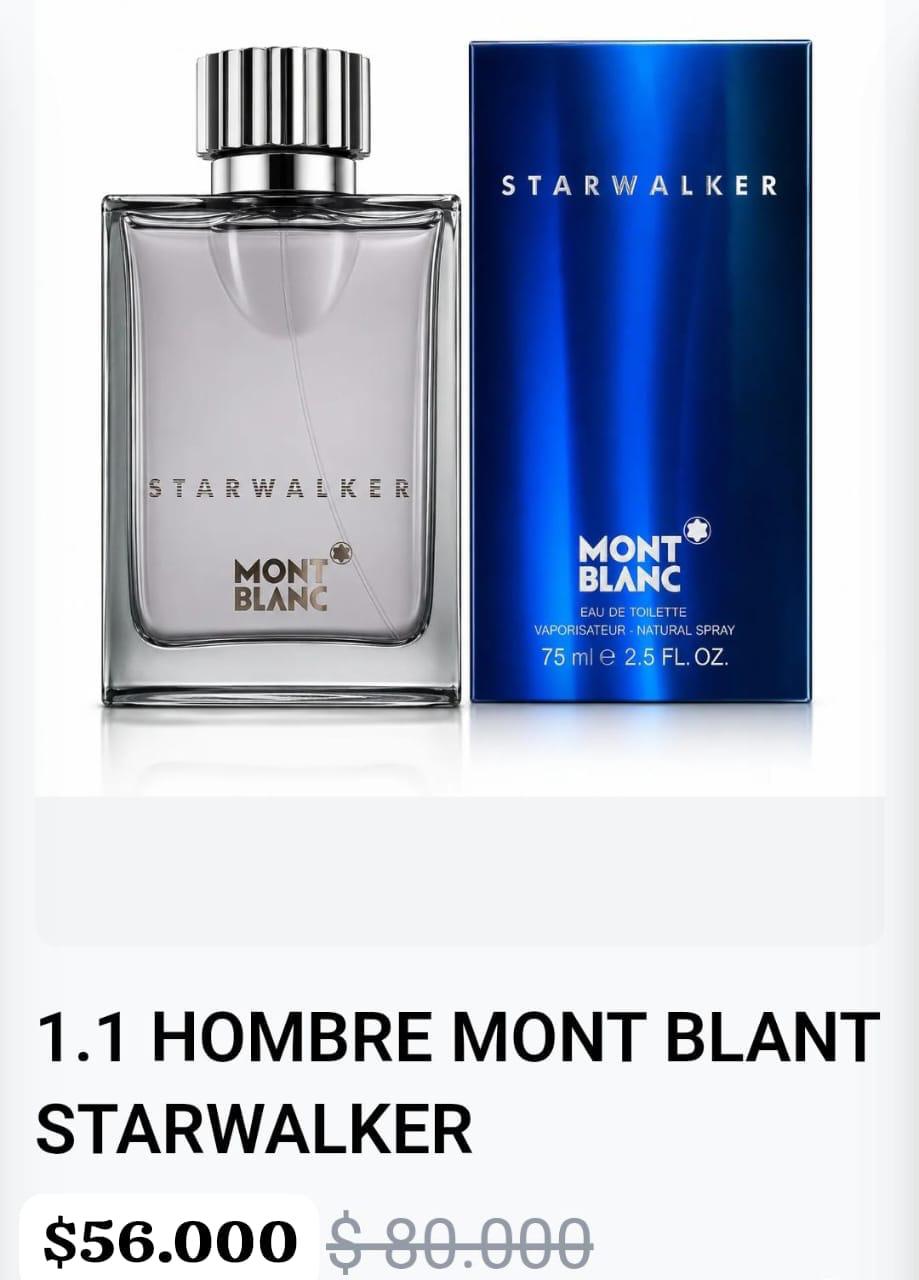 STARWALKER
MONT
BLANC
STARWALKER
MONT
BLANC
EAU DE TOILETTE
VAPORISATEUR - NATURAL SPRAY
75 ml e 2.5 FL. OZ.
1.1 HOMBRE MONT BLANT
STARWALKER
$56.000 $ 80.000